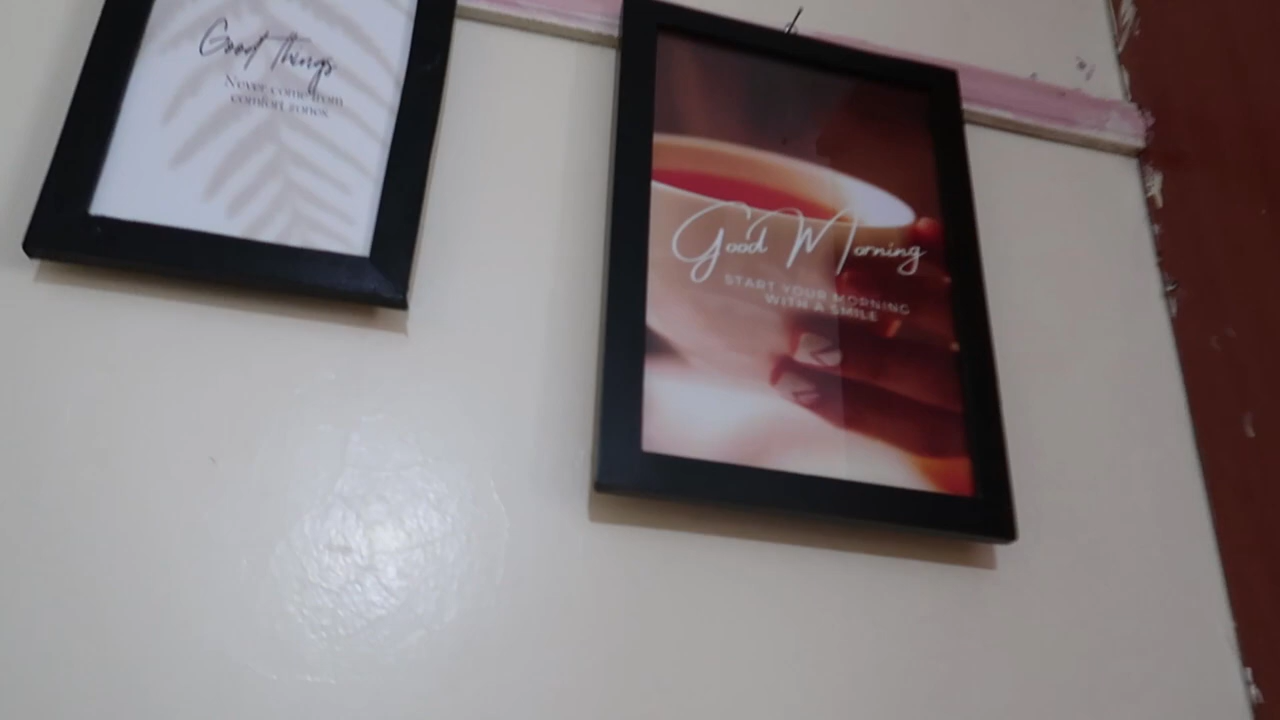 Good Things
Never come from
comfort zones.
Good Morning
START YOUR MORNING
WITH A SMILE